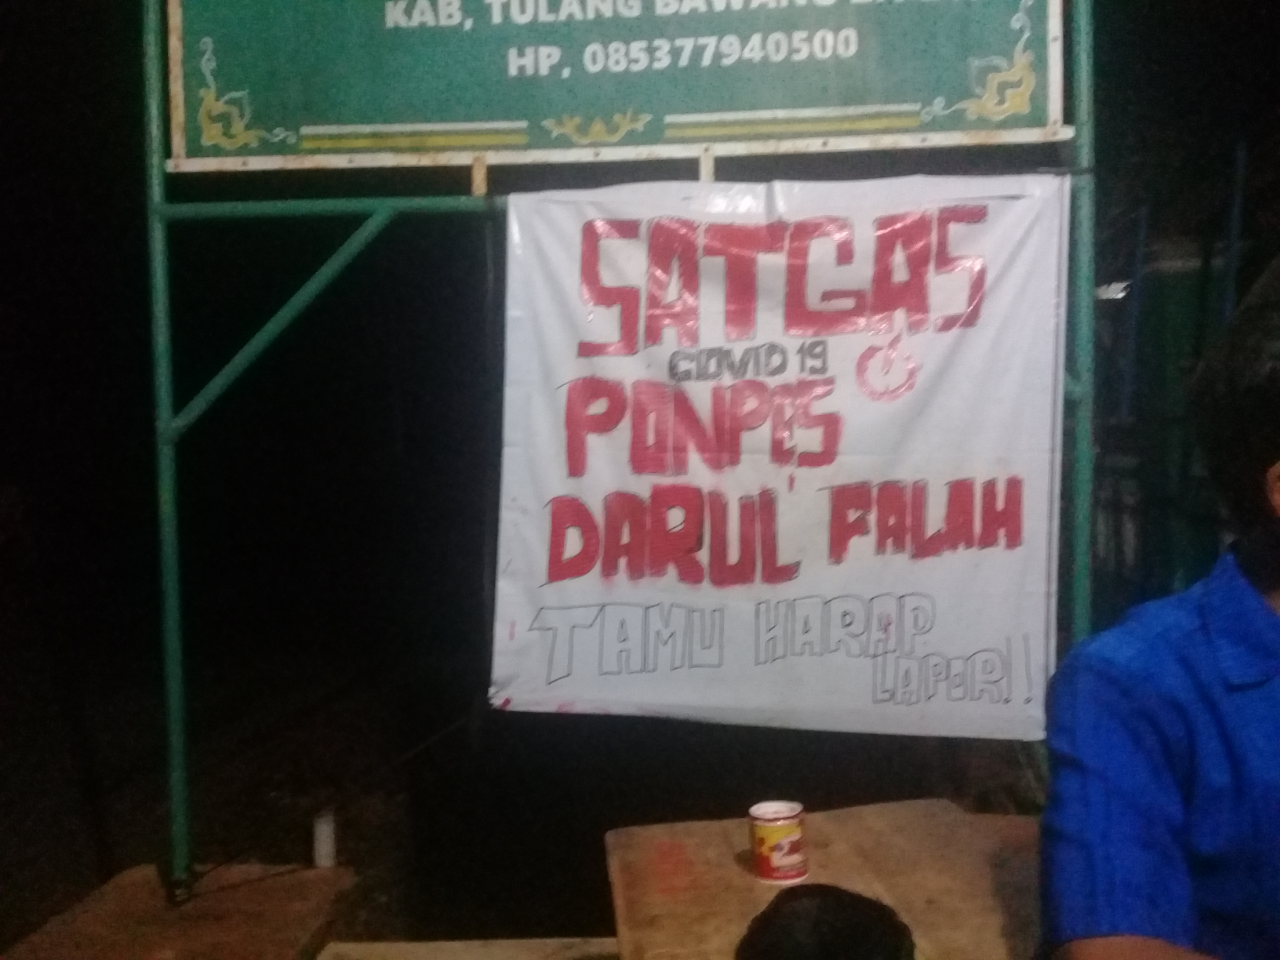 KAB, TULANG BAWANG
HP, 085377940500
SATGAS
COVID 19
PONPES
DARUL FALAH
TAMU HARAP
LAPOR!!